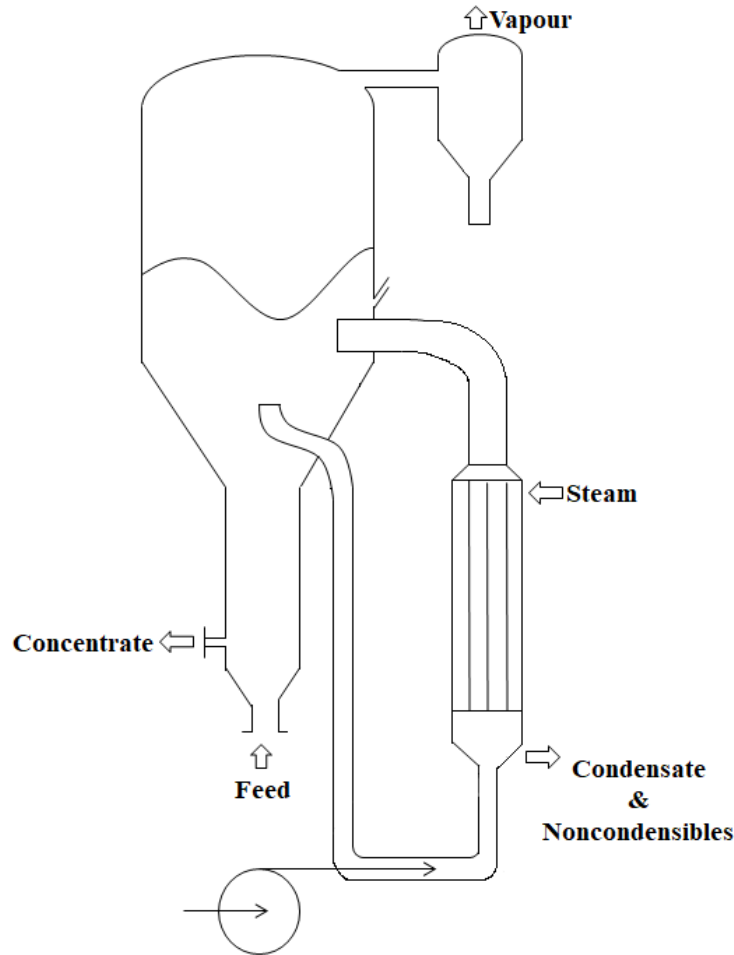 Vapour
Steam
Concentrate
Feed
Condensate
&
Noncondensibles